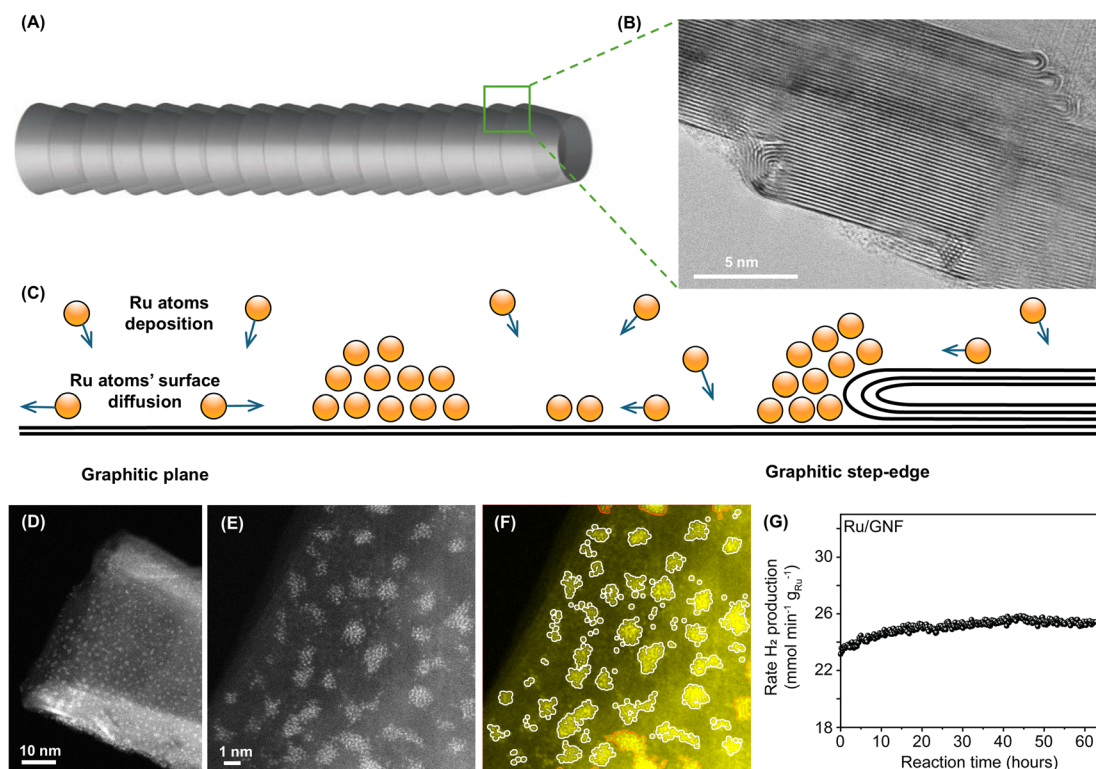 (A)
(B)
5 nm
(C)
Ru atoms
deposition
Ru atoms’ surface
diffusion
Graphitic plane
Graphitic step-edge
(D)
10 nm
(E)
1 nm
(F)
(G)
Ru/GNF
Rate H₂ production
(mmol min⁻¹ g_Ru⁻¹)
30
26
22
18
0
10
20
30
40
50
60
Reaction time (hours)